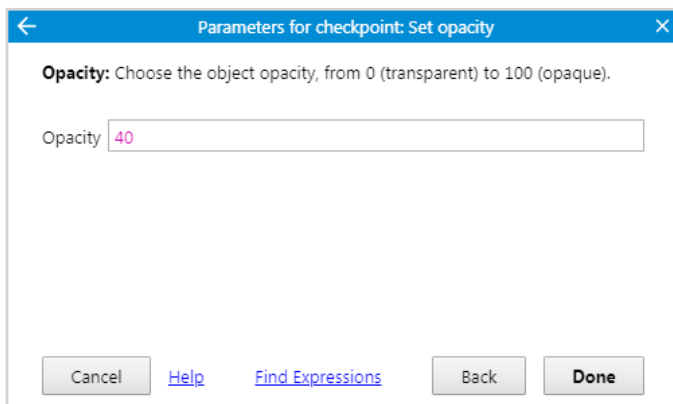 Parameters for checkpoint: Set opacity
Opacity: Choose the object opacity, from 0 (transparent) to 100 (opaque).
Opacity 40
Cancel Help Find Expressions Back Done